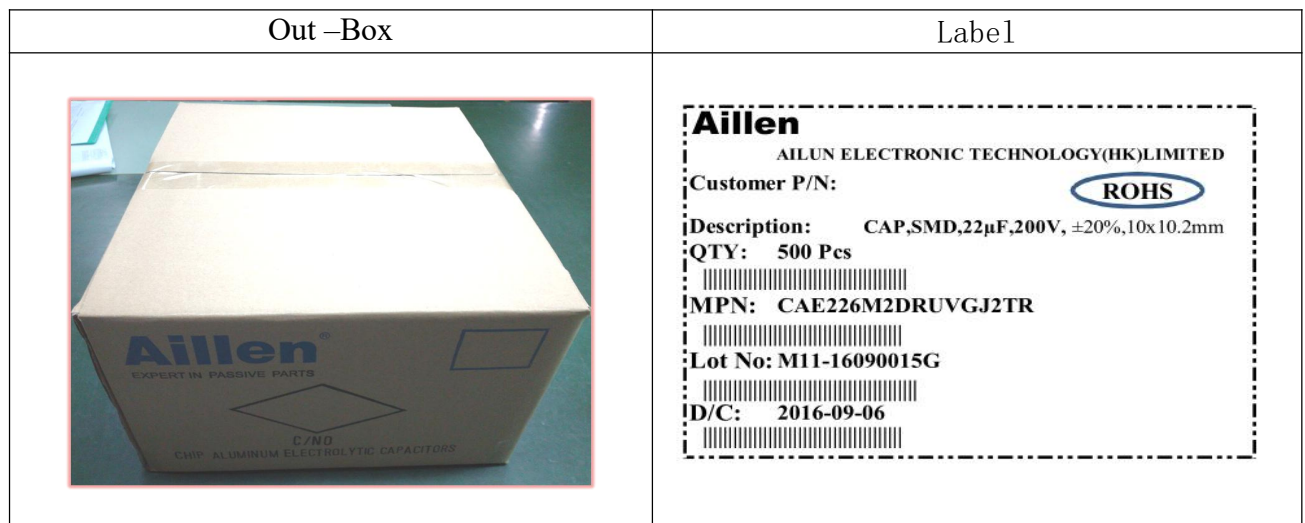 Out –Box
Label
Aillen®
EXPERT IN PASSIVE PARTS
C/NO
CHIP ALUMINUM ELECTROLYTIC CAPACITORS
Aillen
AILUN ELECTRONIC TECHNOLOGY(HK)LIMITED
Customer P/N:
ROHS
Description: CAP,SMD,22μF,200V, ±20%,10x10.2mm
QTY: 500 Pcs
MPN: CAE226M2DRUVGJ2TR
Lot No: M11-16090015G
D/C: 2016-09-06